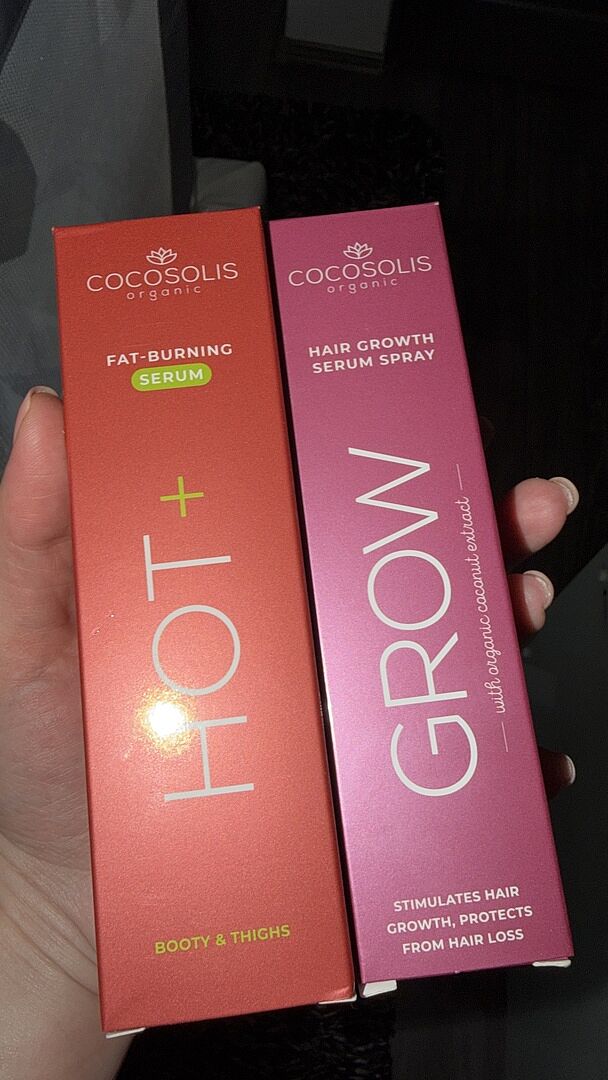 COCOSOLIS
organic
FAT-BURNING
SERUM
HOT +
BOOTY & THIGHS
COCOSOLIS
organic
HAIR GROWTH
SERUM SPRAY
GROW
with organic coconut extract
STIMULATES HAIR
GROWTH, PROTECTS
FROM HAIR LOSS